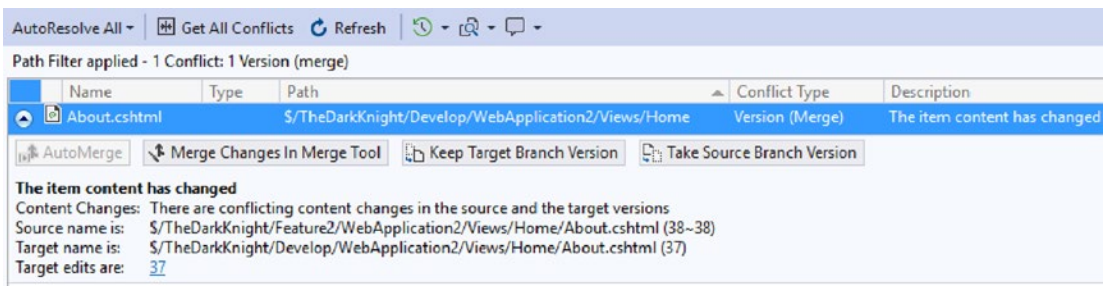 AutoResolve All Get All Conflicts Refresh
Path Filter applied - 1 Conflict: 1 Version (merge)
Name Type Path Conflict Type Description
About.cshtml $/TheDarkKnight/Develop/WebApplication2/Views/Home Version (Merge) The item content has changed
AutoMerge Merge Changes In Merge Tool Keep Target Branch Version Take Source Branch Version
The item content has changed
Content Changes: There are conflicting content changes in the source and the target versions
Source name is: $/TheDarkKnight/Feature2/WebApplication2/Views/Home/About.cshtml (38~38)
Target name is: $/TheDarkKnight/Develop/WebApplication2/Views/Home/About.cshtml (37)
Target edits are: 37